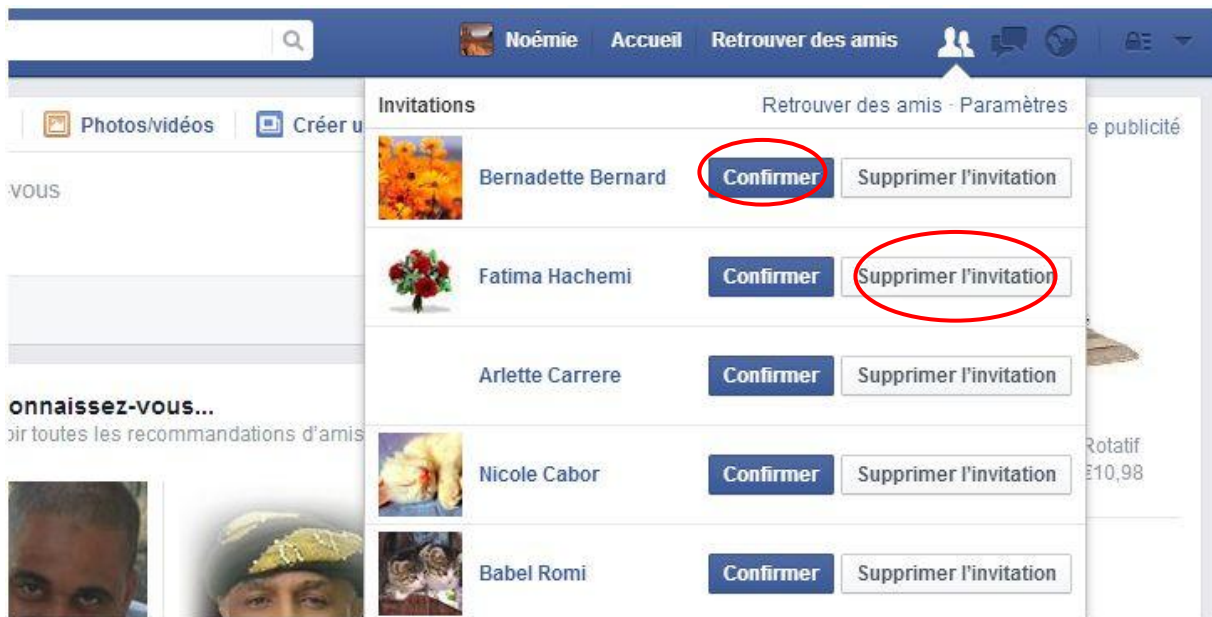 Noémie Accueil Retrouver des amis
Invitations Retrouver des amis · Paramètres
Photos/vidéos Créer u
e publicité
Bernadette Bernard Confirmer Supprimer l'invitation
-vous
Fatima Hachemi Confirmer Supprimer l'invitation
Arlette Carrere Confirmer Supprimer l'invitation
onnaissez-vous...
oir toutes les recommandations d'amis
Rotatif
Nicole Cabor Confirmer Supprimer l'invitation
€10,98
Babel Romi Confirmer Supprimer l'invitation